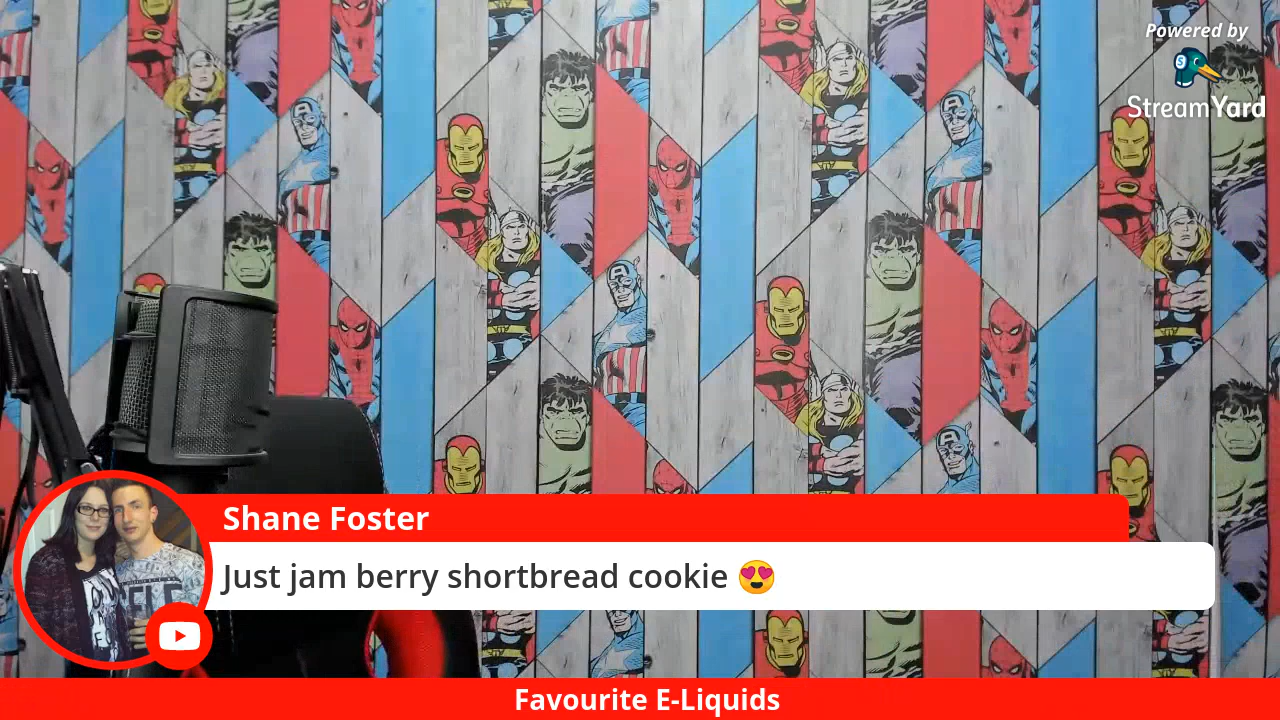 Powered by
StreamYard
Shane Foster
Just jam berry shortbread cookie 😍
Favourite E-Liquids